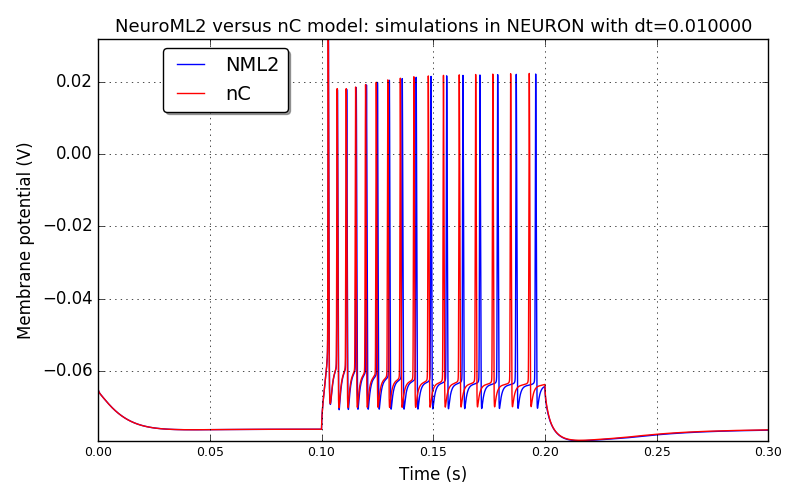 NeuroML2 versus nC model: simulations in NEURON with dt=0.010000
NML2
nC
0.02
0.00
−0.02
−0.04
−0.06
Membrane potential (V)
0.00 0.05 0.10 0.15 0.20 0.25 0.30
Time (s)